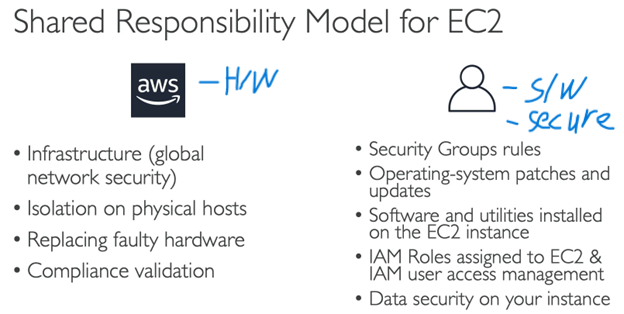 Shared Responsibility Model for EC2
aws
- H/W
- S/W
- secure
• Infrastructure (global
network security)
• Isolation on physical hosts
• Replacing faulty hardware
• Compliance validation
• Security Groups rules
• Operating-system patches and
updates
• Software and utilities installed
on the EC2 instance
• IAM Roles assigned to EC2 &
IAM user access management
• Data security on your instance